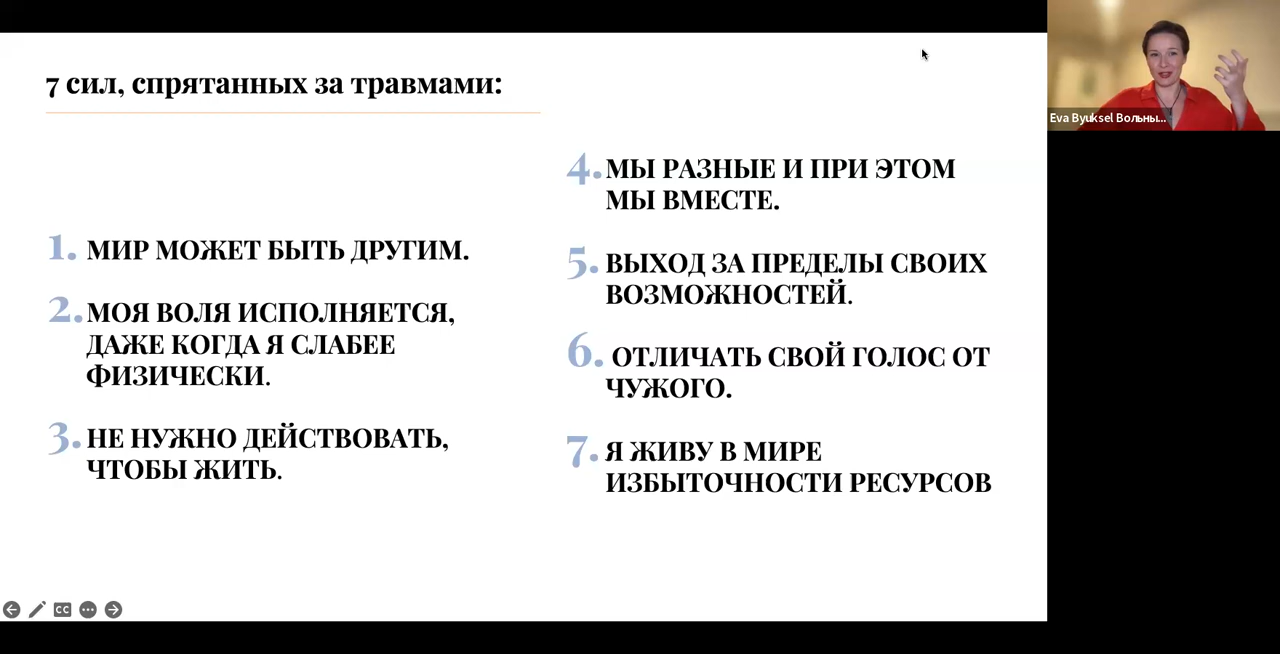 7 сил, спрятанных за травмами:
1. МИР МОЖЕТ БЫТЬ ДРУГИМ.
2. МОЯ ВОЛЯ ИСПОЛНЯЕТСЯ,
ДАЖЕ КОГДА Я СЛАБЕЕ
ФИЗИЧЕСКИ.
3. НЕ НУЖНО ДЕЙСТВОВАТЬ,
ЧТОБЫ ЖИТЬ.
4. МЫ РАЗНЫЕ И ПРИ ЭТОМ
МЫ ВМЕСТЕ.
5. ВЫХОД ЗА ПРЕДЕЛЫ СВОИХ
ВОЗМОЖНОСТЕЙ.
6. ОТЛИЧАТЬ СВОЙ ГОЛОС ОТ
ЧУЖОГО.
7. Я ЖИВУ В МИРЕ
ИЗБЫТОЧНОСТИ РЕСУРСОВ
Eva Byuksel Вольны...
CC